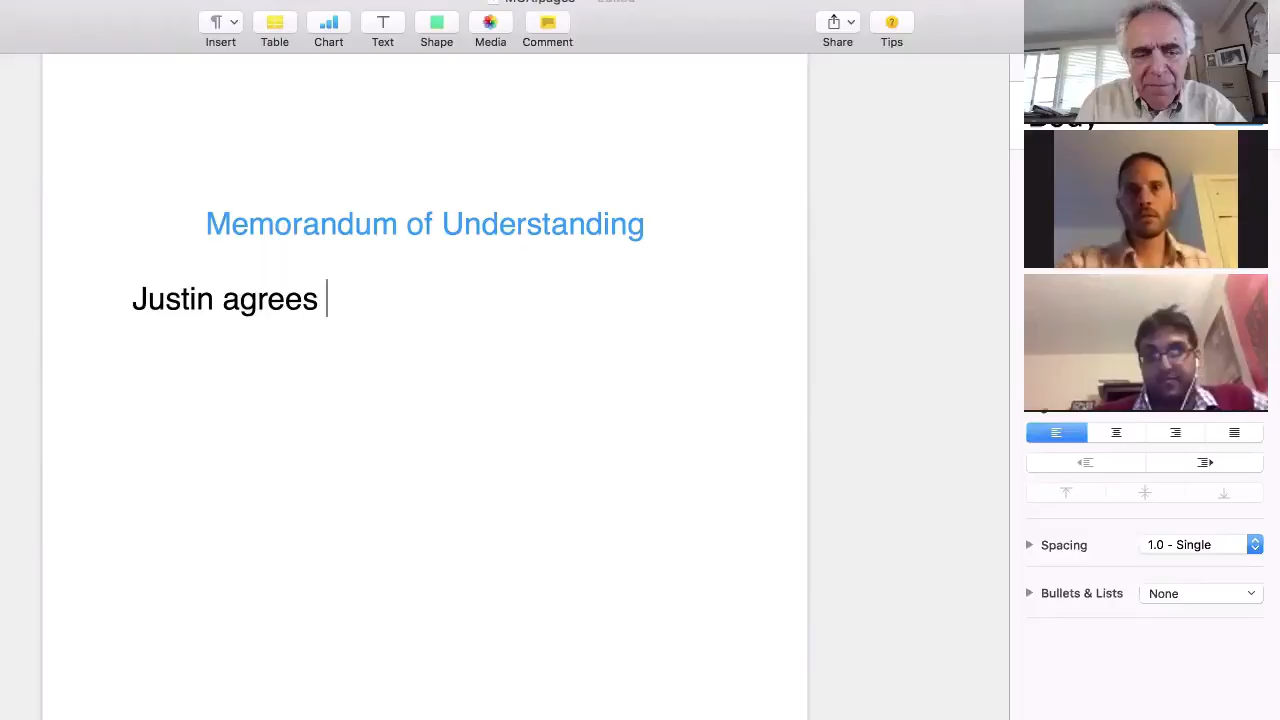 Insert Table Chart Text Shape Media Comment Share Tips
Memorandum of Understanding
Justin agrees
Spacing 1.0 - Single
Bullets & Lists None